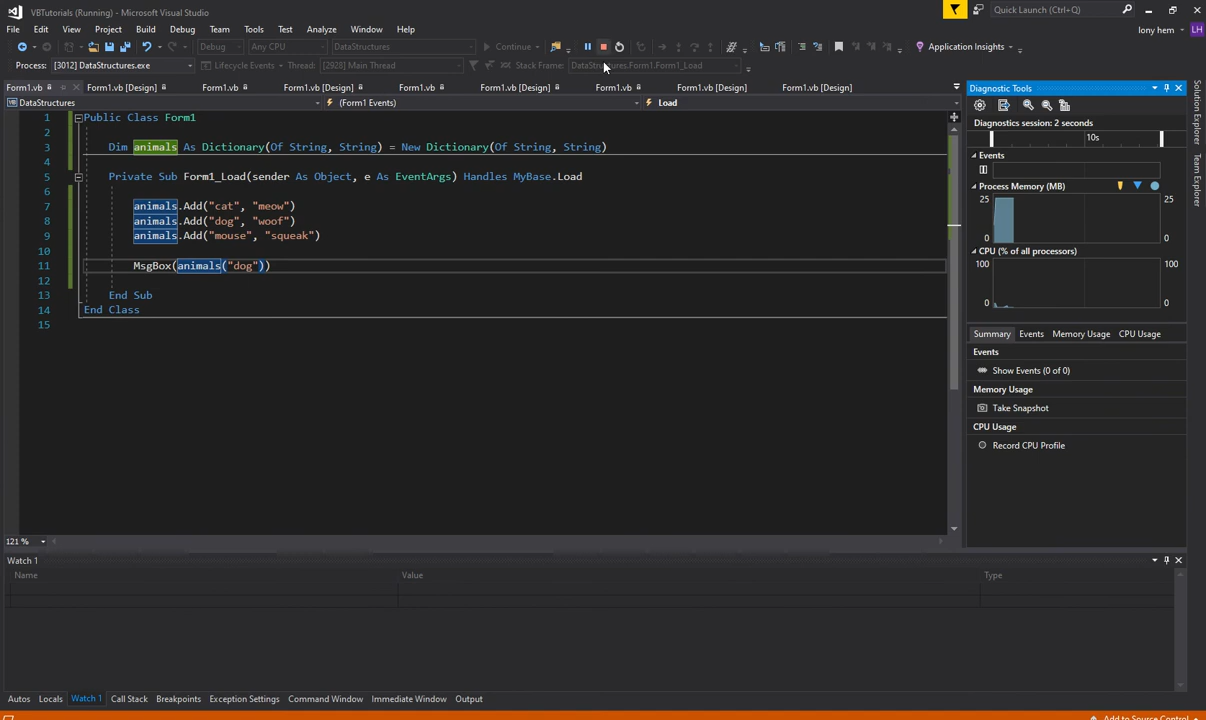 VBTutorials (Running) - Microsoft Visual Studio
Quick Launch (Ctrl+Q)
File Edit View Project Build Debug Team Tools Test Analyze Window Help
lony hem LH
Debug Any CPU DataStructures Continue Application Insights
Process: [3012] DataStructures.exe Lifecycle Events Thread: [2928] Main Thread Stack Frame: DataStructures.Form1.Form1_Load
Form1.vb Form1.vb [Design] Form1.vb Form1.vb [Design] Form1.vb Form1.vb [Design] Form1.vb Form1.vb [Design] Form1.vb [Design]
DataStructures (Form1 Events) Load
1 Public Class Form1
2
3 Dim animals As Dictionary(Of String, String) = New Dictionary(Of String, String)
4
5 Private Sub Form1_Load(sender As Object, e As EventArgs) Handles MyBase.Load
6
7 animals.Add("cat", "meow")
8 animals.Add("dog", "woof")
9 animals.Add("mouse", "squeak")
10
11 MsgBox(animals("dog"))
12
13 End Sub
14 End Class
15
121 %
Diagnostic Tools
Diagnostics session: 2 seconds
10s
Events
Process Memory (MB)
25 25
0 0
CPU (% of all processors)
100 100
0 0
Summary Events Memory Usage CPU Usage
Events
Show Events (0 of 0)
Memory Usage
Take Snapshot
CPU Usage
Record CPU Profile
Solution Explorer
Team Explorer
Watch 1
Name Value Type
Autos Locals Watch 1 Call Stack Breakpoints Exception Settings Command Window Immediate Window Output
Add to Source Control